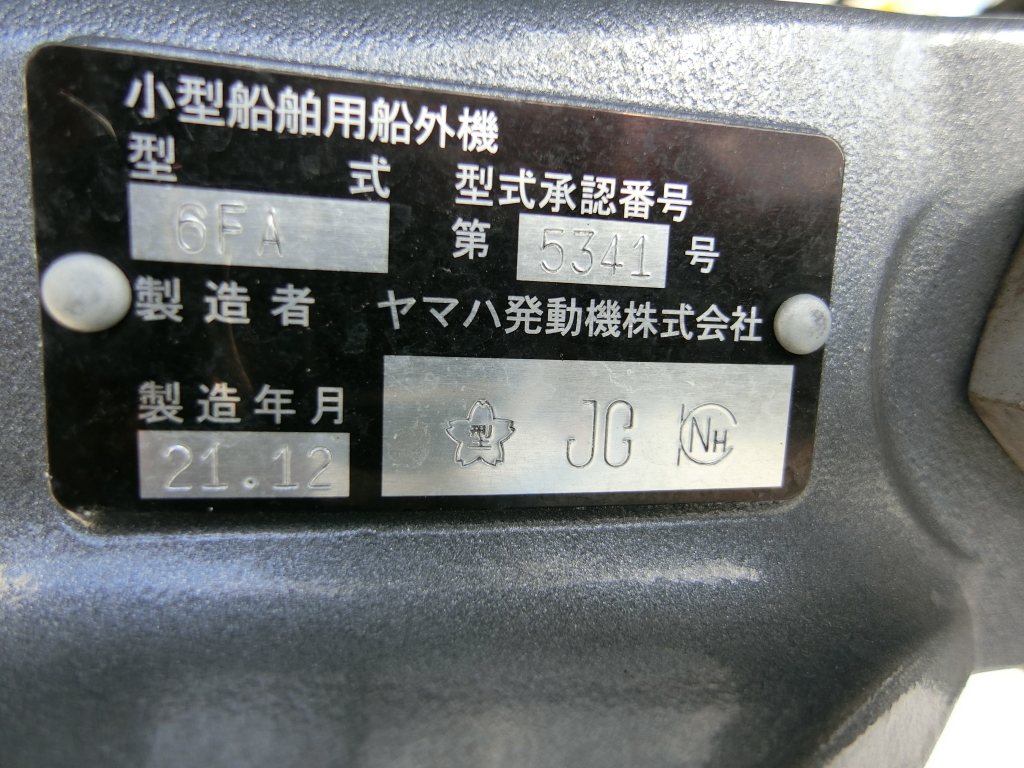 小型船舶用船外機
型 式 型式承認番号
6FA 第 5341 号
製造者 ヤマハ発動機株式会社
製造年月
21.12 型 JG NH